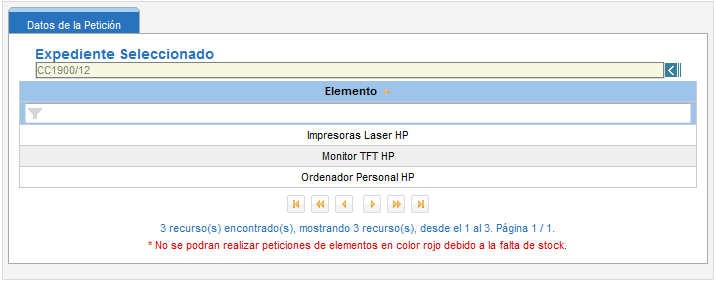 Datos de la Petición
Expediente Seleccionado
CC1900/12
Elemento
Impresoras Laser HP
Monitor TFT HP
Ordenador Personal HP
3 recurso(s) encontrado(s), mostrando 3 recurso(s), desde el 1 al 3. Página 1 / 1.
* No se podran realizar peticiones de elementos en color rojo debido a la falta de stock.